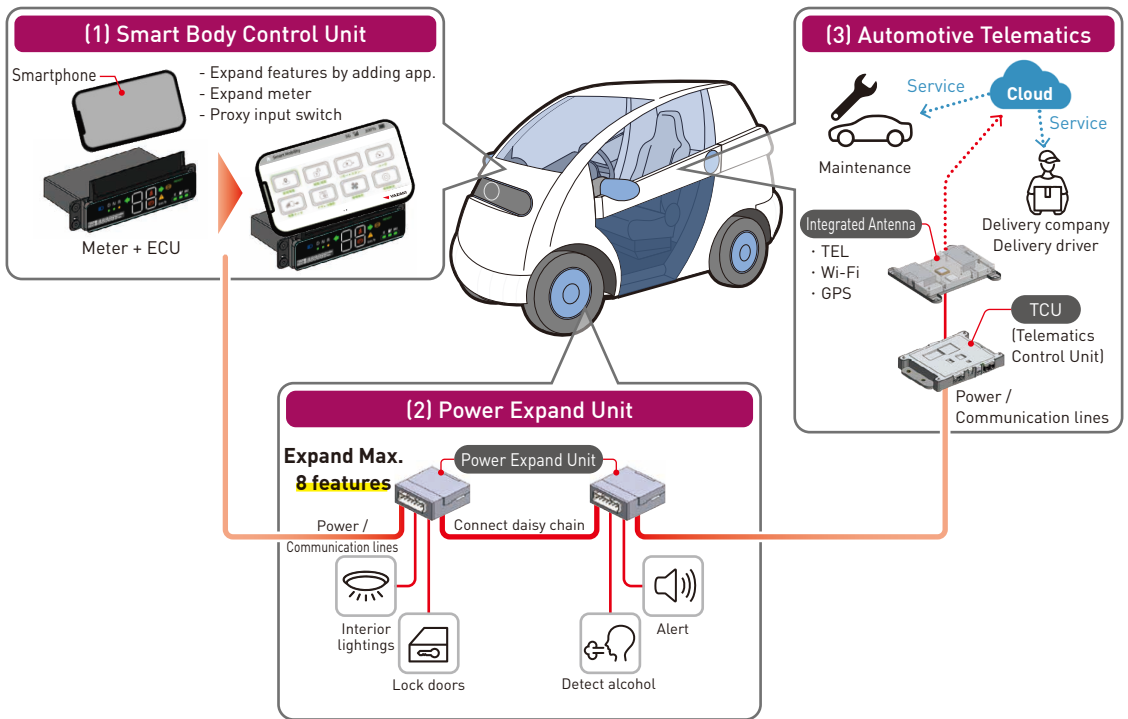 (1) Smart Body Control Unit
Smartphone
- Expand features by adding app.
- Expand meter
- Proxy input switch
Meter + ECU
YAZAKI
(3) Automotive Telematics
Service
Cloud
Service
Maintenance
Delivery company
Delivery driver
Integrated Antenna
・TEL
・Wi-Fi
・GPS
TCU
(Telematics
Control Unit)
Power /
Communication lines
(2) Power Expand Unit
Expand Max.
8 features
Power Expand Unit
Power /
Communication lines
Connect daisy chain
Interior
lightings
Lock doors
Detect alcohol
Alert